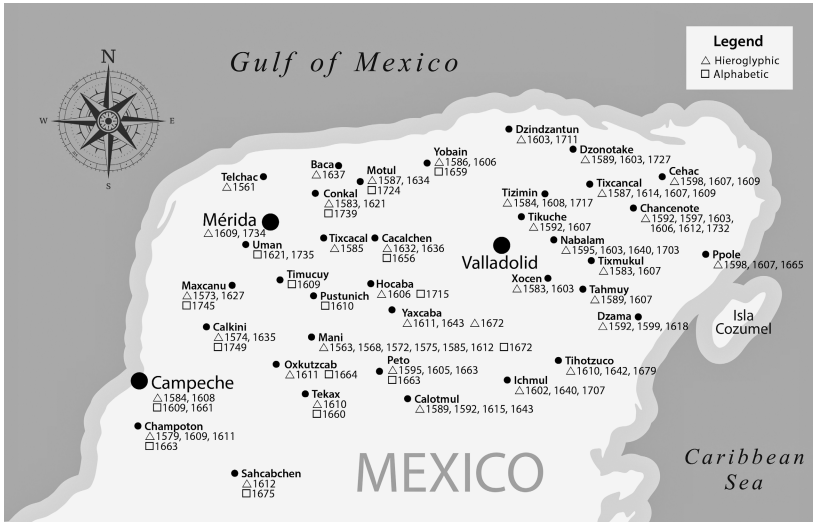 Gulf of Mexico
Legend
△ Hieroglyphic
□ Alphabetic
N
W
E
S
Dzindzantun
△1603, 1711
Dzonotake
△1589, 1603, 1727
Yobain
△1586, 1606
□1659
Baca
△1637
Motul
△1587, 1634
□1724
Telchac
△1561
Cehac
△1598, 1607, 1609
Tixcancal
△1587, 1614, 1607, 1609
Conkal
△1583, 1621
□1739
Tizimin
△1584, 1608, 1717
Chancenote
△1592, 1597, 1603,
1606, 1612, 1732
Mérida
△1609, 1734
Tikuche
△1592, 1607
Uman
□1621, 1735
Tixcacal
△1585
Cacalchen
△1632, 1636
□1656
Valladolid
Nabalam
△1595, 1603, 1640, 1703
Tixmukul
△1583, 1607
Ppole
△1598, 1607, 1665
Timucuy
□1609
Xocen
△1583, 1603
Maxcanu
△1573, 1627
□1745
Hocaba
△1606 □1715
Pustunich
□1610
Tahmuy
△1589, 1607
Yaxcaba
△1611, 1643 △1672
Dzama
△1592, 1599, 1618
Isla
Cozumel
Calkini
△1574, 1635
□1749
Mani
△1563, 1568, 1572, 1575, 1585, 1612 □1672
Oxkutzcab
△1611 □1664
Peto
△1595, 1605, 1663
□1663
Tihotzuco
△1610, 1642, 1679
Campeche
△1584, 1608
□1609, 1661
Ichmul
△1602, 1640, 1707
Tekax
△1610
□1660
Calotmul
△1589, 1592, 1615, 1643
Champoton
△1579, 1609, 1611
□1663
Sahcabchen
△1612
□1675
MEXICO
Caribbean
Sea